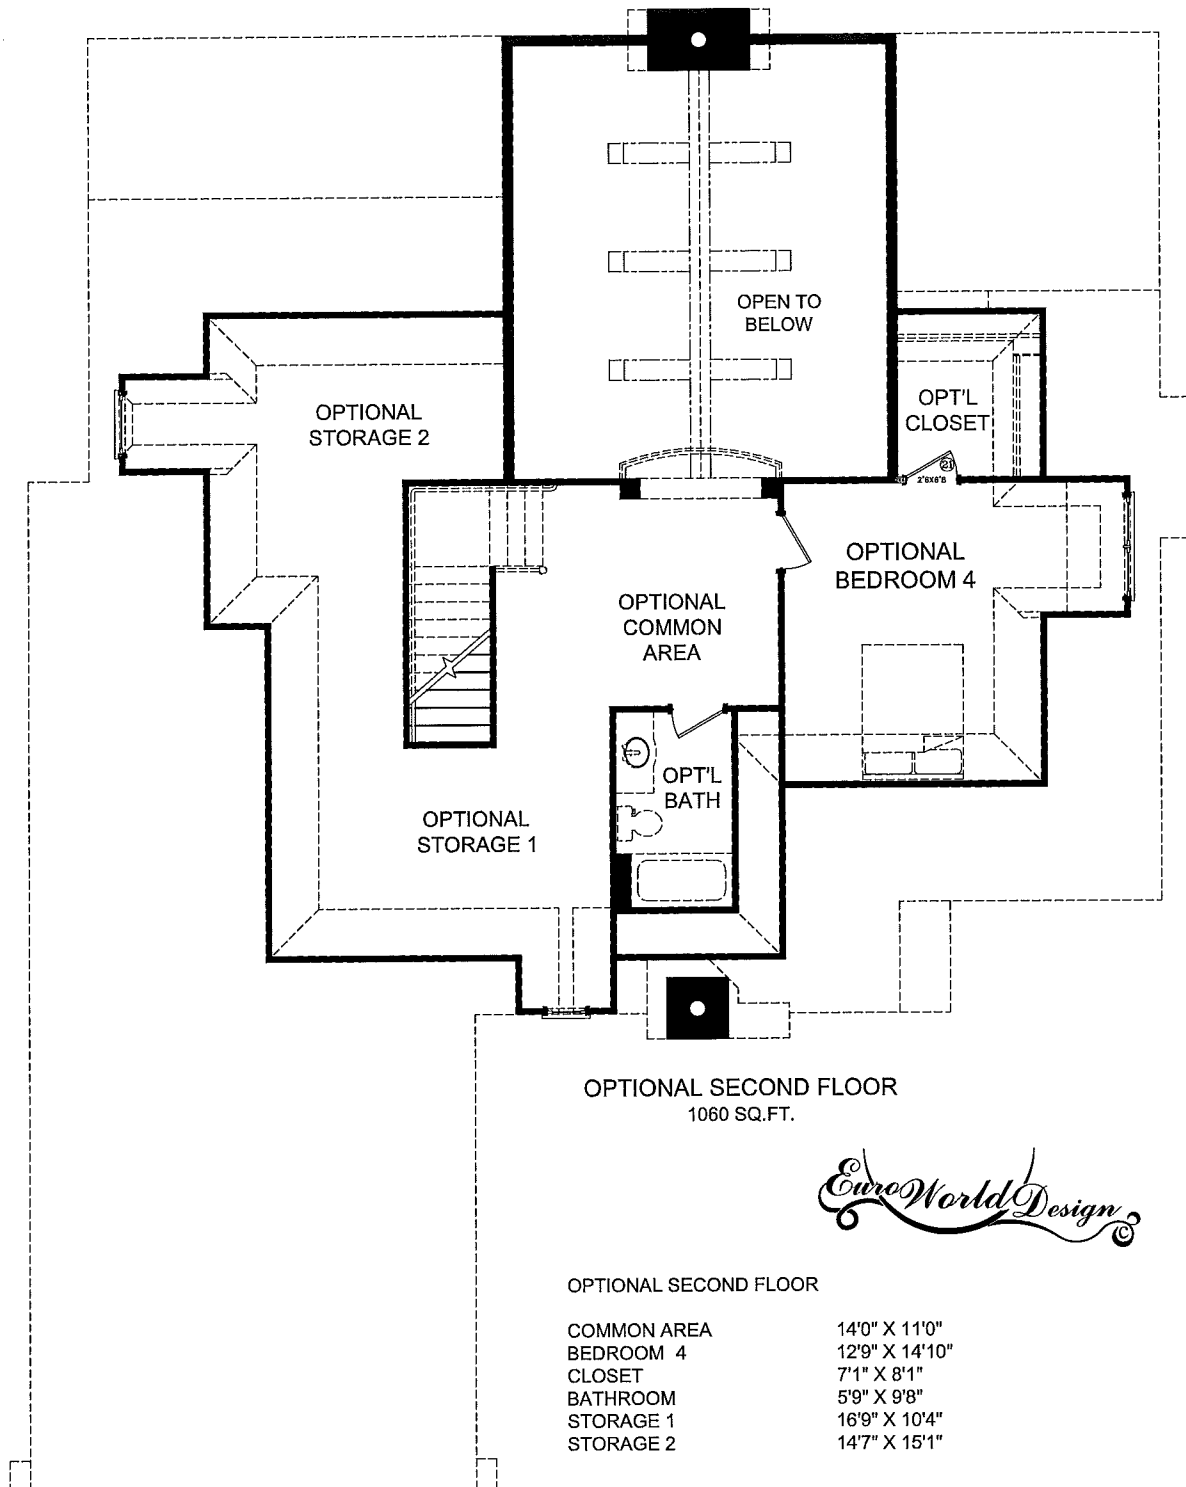 OPEN TO
BELOW
OPTIONAL
STORAGE 2
OPT'L
CLOSET
21
2'6X6'8
OPTIONAL
BEDROOM 4
OPTIONAL
COMMON
AREA
OPT'L
BATH
OPTIONAL
STORAGE 1
OPTIONAL SECOND FLOOR
1060 SQ.FT.
EuroWorldDesign
©
OPTIONAL SECOND FLOOR
COMMON AREA 14'0" X 11'0"
BEDROOM 4 12'9" X 14'10"
CLOSET 7'1" X 8'1"
BATHROOM 5'9" X 9'8"
STORAGE 1 16'9" X 10'4"
STORAGE 2 14'7" X 15'1"